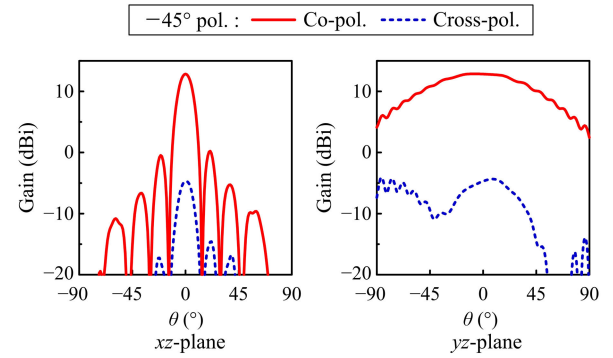 −45° pol. : Co-pol. Cross-pol.
Gain (dBi)
10
0
−10
−20
−90 −45 0 45 90
θ (°)
xz-plane
Gain (dBi)
10
0
−10
−20
−90 −45 0 45 90
θ (°)
yz-plane